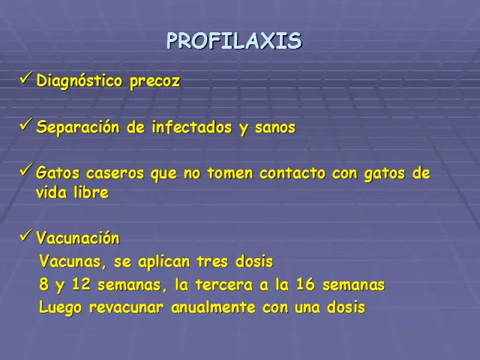 PROFILAXIS
✓ Diagnóstico precoz
✓ Separación de infectados y sanos
✓ Gatos caseros que no tomen contacto con gatos de
vida libre
✓ Vacunación
Vacunas, se aplican tres dosis
8 y 12 semanas, la tercera a la 16 semanas
Luego revacunar anualmente con una dosis